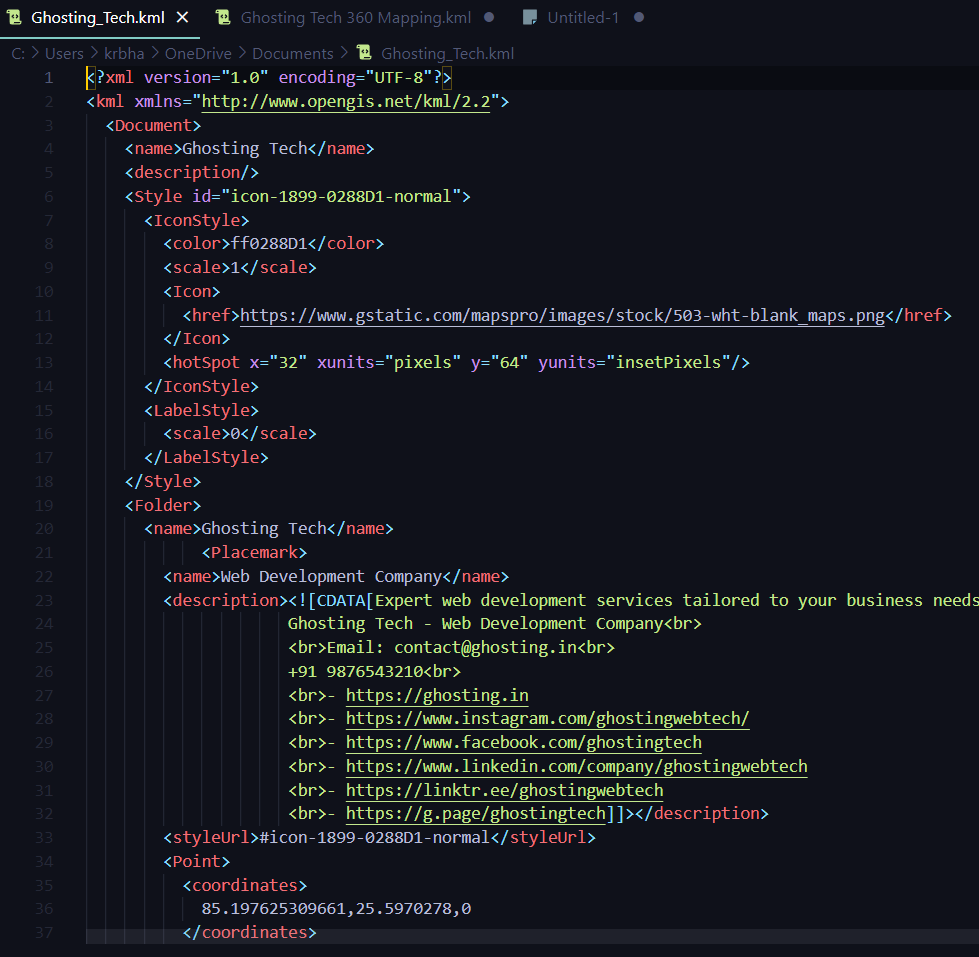 Ghosting_Tech.kml
Ghosting Tech 360 Mapping.kml
Untitled-1
C: > Users > krbha > OneDrive > Documents > Ghosting_Tech.kml
1 <?xml version="1.0" encoding="UTF-8"?>
2 <kml xmlns="http://www.opengis.net/kml/2.2">
3 <Document>
4 <name>Ghosting Tech</name>
5 <description/>
6 <Style id="icon-1899-0288D1-normal">
7 <IconStyle>
8 <color>ff0288D1</color>
9 <scale>1</scale>
10 <Icon>
11 <href>https://www.gstatic.com/mapspro/images/stock/503-wht-blank_maps.png</href>
12 </Icon>
13 <hotSpot x="32" xunits="pixels" y="64" yunits="insetPixels"/>
14 </IconStyle>
15 <LabelStyle>
16 <scale>0</scale>
17 </LabelStyle>
18 </Style>
19 <Folder>
20 <name>Ghosting Tech</name>
21 <Placemark>
22 <name>Web Development Company</name>
23 <description><![CDATA[Expert web development services tailored to your business needs
24 Ghosting Tech - Web Development Company<br>
25 <br>Email: contact@ghosting.in<br>
26 +91 9876543210<br>
27 <br>- https://ghosting.in
28 <br>- https://www.instagram.com/ghostingwebtech/
29 <br>- https://www.facebook.com/ghostingtech
30 <br>- https://www.linkedin.com/company/ghostingwebtech
31 <br>- https://linktr.ee/ghostingwebtech
32 <br>- https://g.page/ghostingtech]]></description>
33 <styleUrl>#icon-1899-0288D1-normal</styleUrl>
34 <Point>
35 <coordinates>
36 85.197625309661,25.5970278,0
37 </coordinates>